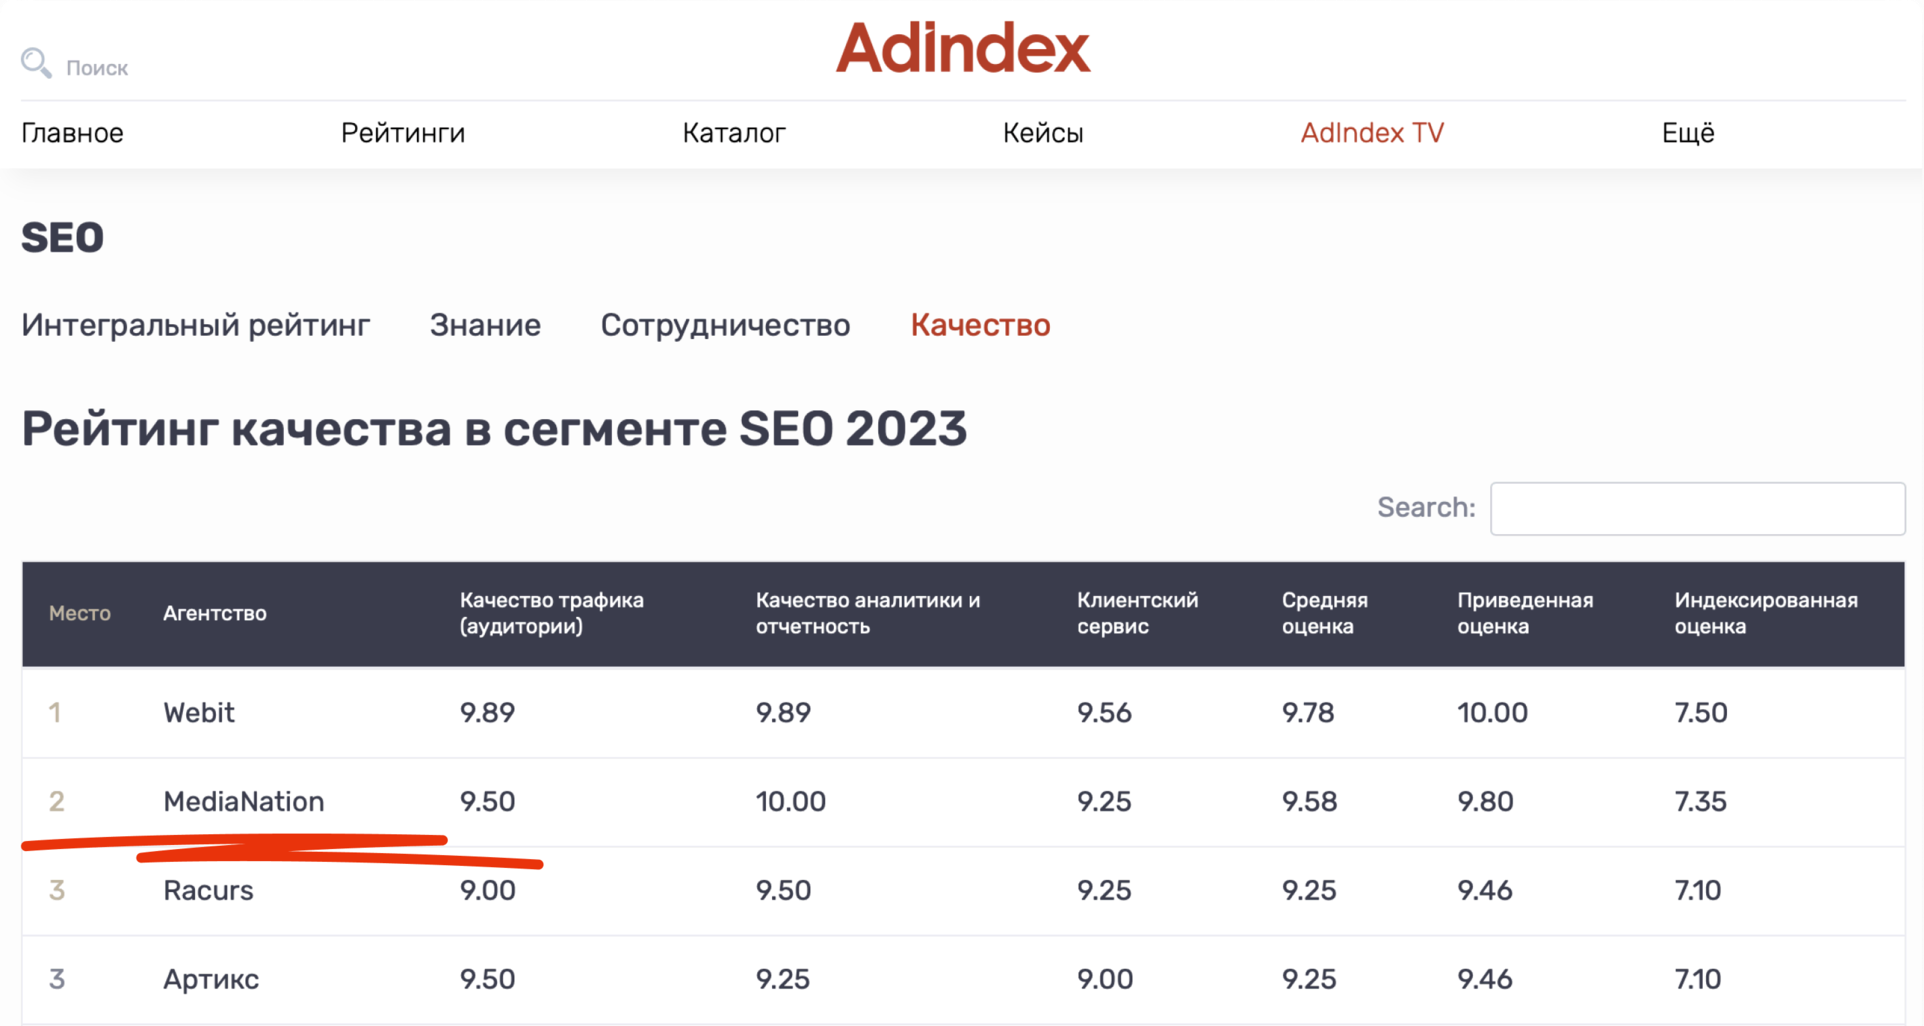 Поиск
AdIndex
Главное Рейтинги Каталог Кейсы AdIndex TV Ещё
SEO
Интегральный рейтинг Знание Сотрудничество Качество
Рейтинг качества в сегменте SEO 2023
Search:
Место Агентство Качество трафика (аудитории) Качество аналитики и отчетность Клиентский сервис Средняя оценка Приведенная оценка Индексированная оценка
1 Webit 9.89 9.89 9.56 9.78 10.00 7.50
2 MediaNation 9.50 10.00 9.25 9.58 9.80 7.35
3 Racurs 9.00 9.50 9.25 9.25 9.46 7.10
3 Артикс 9.50 9.25 9.00 9.25 9.46 7.10